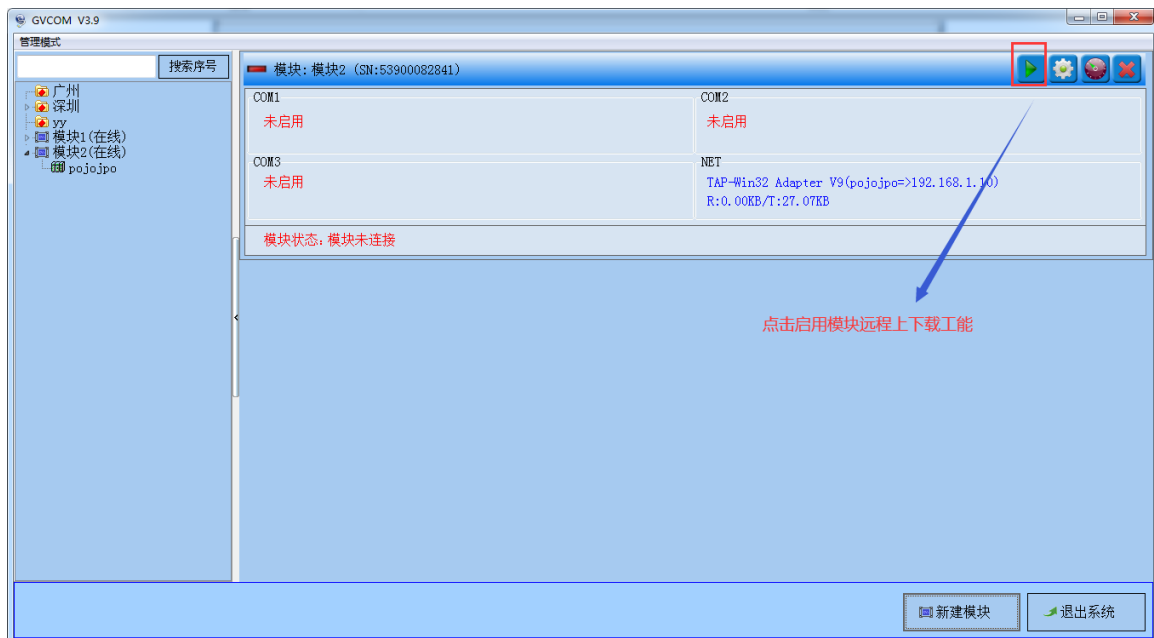 GVCOM V3.9
管理模式
搜索序号
广州
深圳
yy
模块1(在线)
模块2(在线)
pojojpo
模块:模块2 (SN:53900082841)
COM1
未启用
COM2
未启用
COM3
未启用
NET
TAP-Win32 Adapter V9(pojojpo=>192.168.1.10)
R:0.00KB/T:27.07KB
模块状态:模块未连接
点击启用模块远程上下载工能
新建模块
退出系统